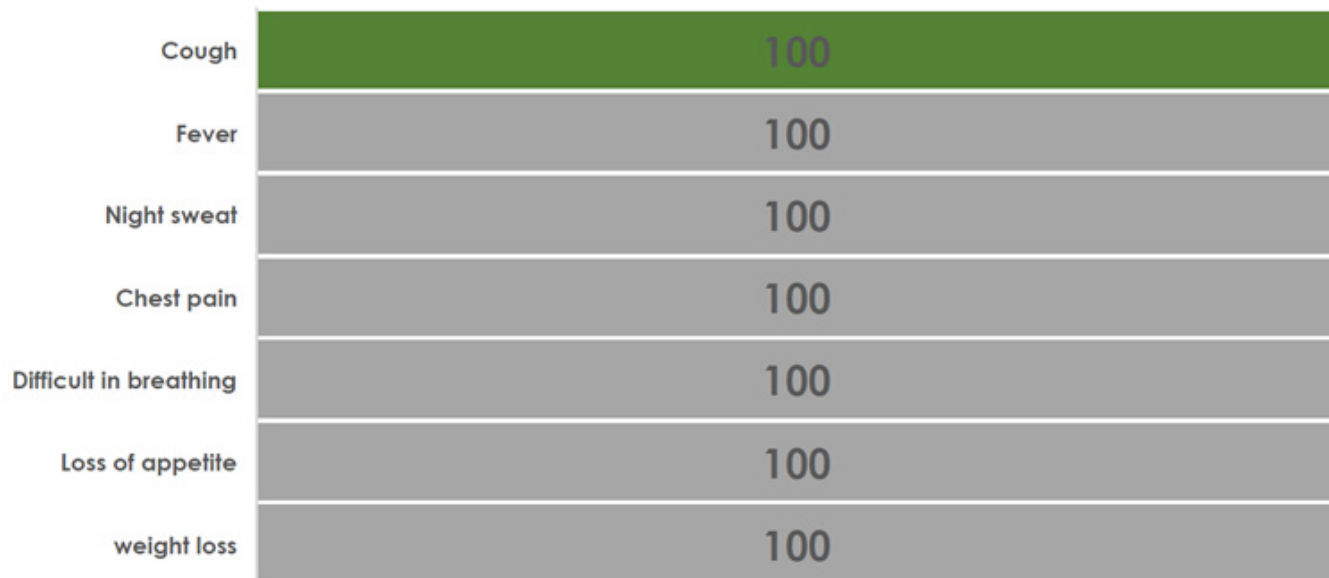 Cough 100
Fever 100
Night sweat 100
Chest pain 100
Difficult in breathing 100
Loss of appetite 100
weight loss 100